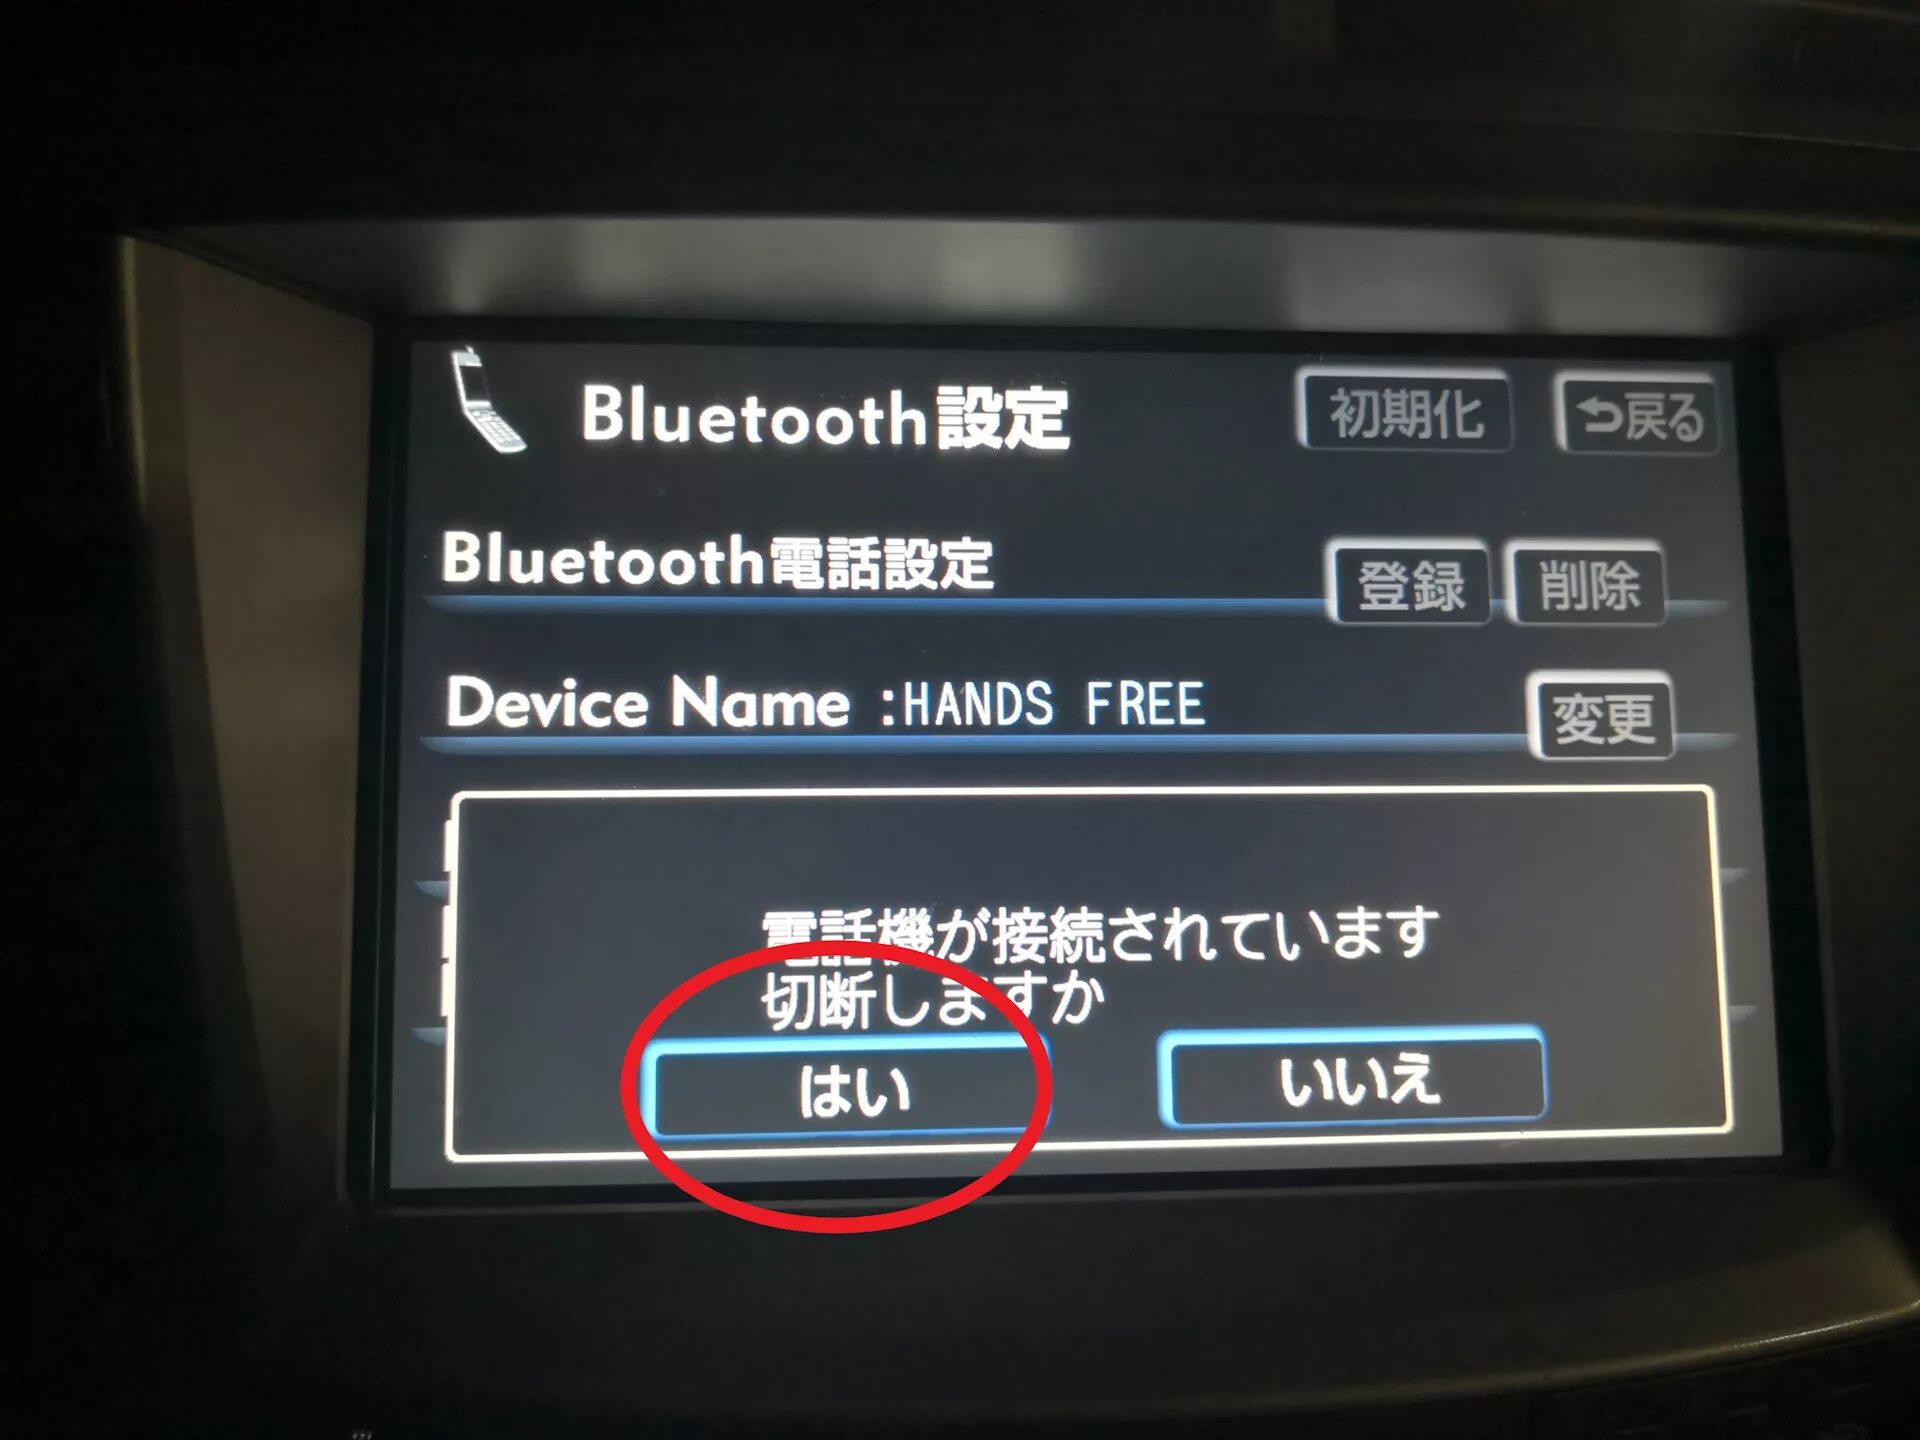 Bluetooth設定
初期化
戻る
Bluetooth電話設定
登録
削除
Device Name :HANDS FREE
変更
電話機が接続されています
切断しますか
はい
いいえ